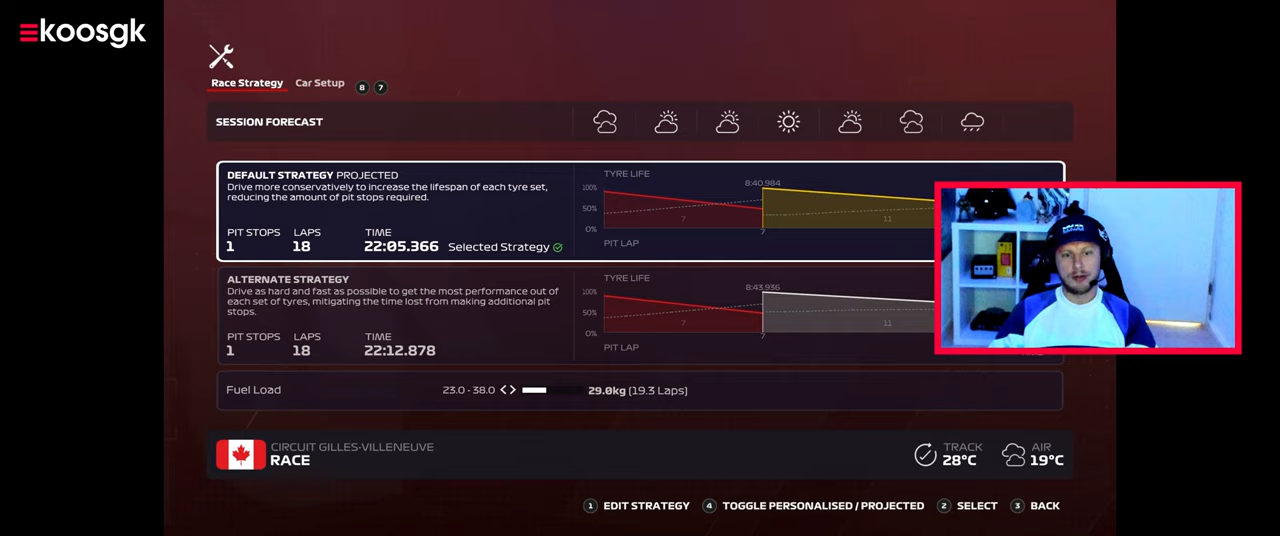 koosgk
Race Strategy Car Setup 8 7
SESSION FORECAST
DEFAULT STRATEGY PROJECTED
Drive more conservatively to increase the lifespan of each tyre set,
reducing the amount of pit stops required.
PIT STOPS LAPS TIME
1 18 22:05.366 Selected Strategy
TYRE LIFE
8:40.984
100%
50%
0%
7 11
7
PIT LAP
ALTERNATE STRATEGY
Drive as hard and fast as possible to get the most performance out of
each set of tyres, mitigating the time lost from making additional pit
stops.
PIT STOPS LAPS TIME
1 18 22:12.878
TYRE LIFE
8:43.936
100%
50%
0%
7 11
7
PIT LAP
Fuel Load 23.0 - 38.0 29.0kg (19.3 Laps)
CIRCUIT GILLES-VILLENEUVE
RACE
TRACK
28°C
AIR
19°C
1 EDIT STRATEGY 4 TOGGLE PERSONALISED / PROJECTED 2 SELECT 3 BACK